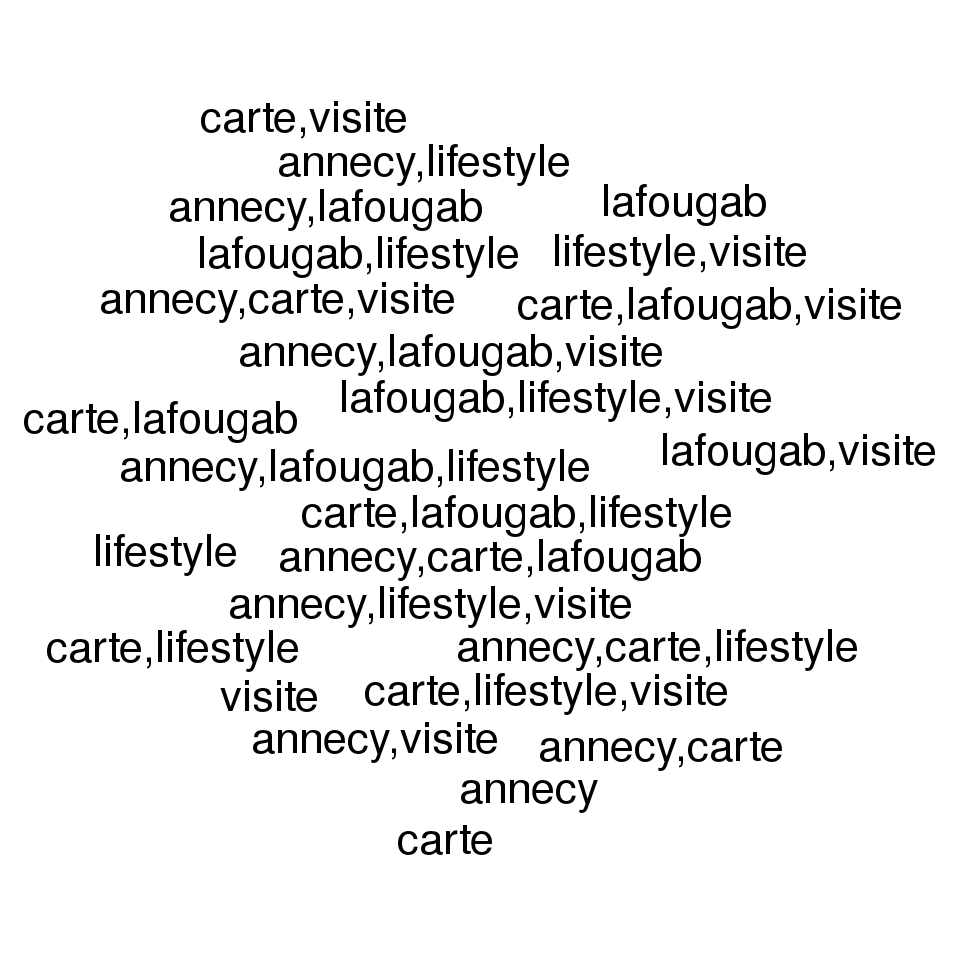 carte,visite
annecy,lifestyle
annecy,lafougab
lafougab
lafougab,lifestyle
lifestyle,visite
annecy,carte,visite
carte,lafougab,visite
annecy,lafougab,visite
lafougab,lifestyle,visite
carte,lafougab
lafougab,visite
annecy,lafougab,lifestyle
carte,lafougab,lifestyle
lifestyle
annecy,carte,lafougab
annecy,lifestyle,visite
carte,lifestyle
annecy,carte,lifestyle
visite
carte,lifestyle,visite
annecy,visite
annecy,carte
annecy
carte